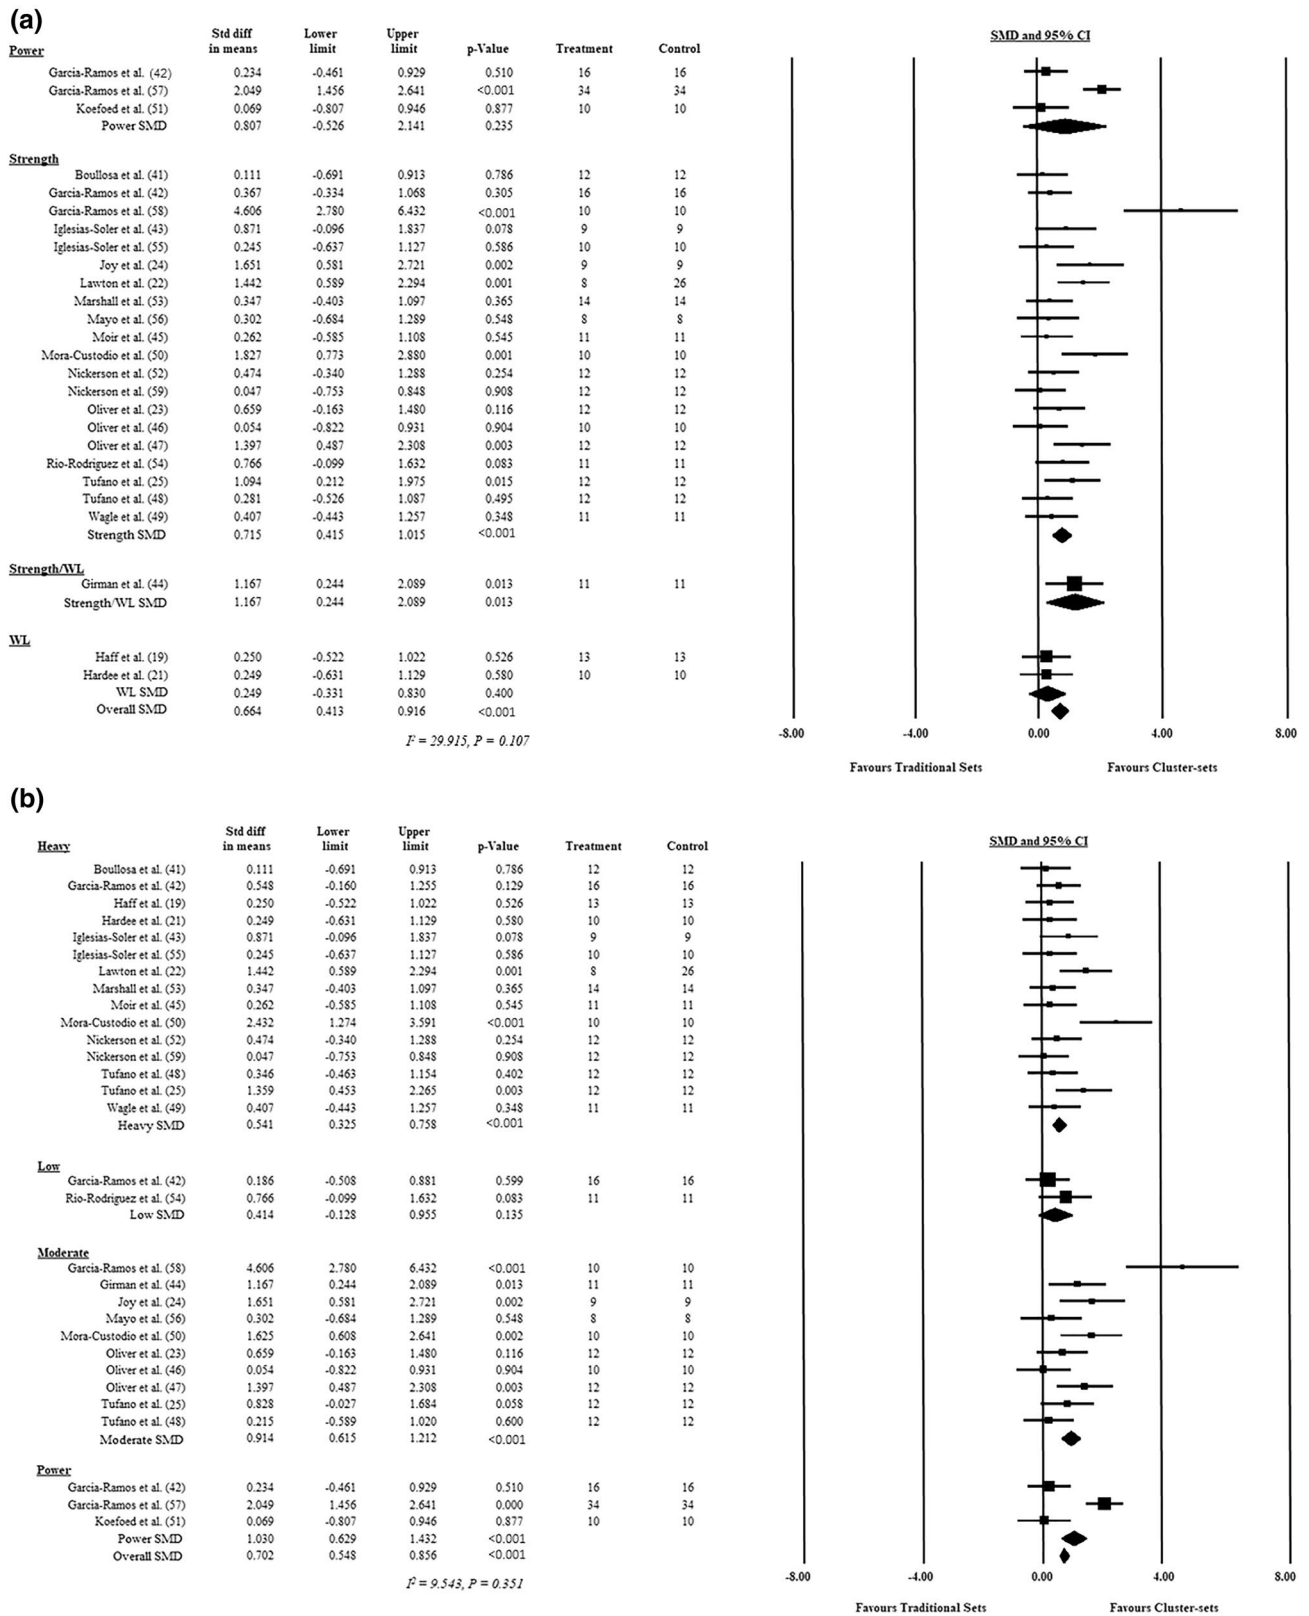 (a)
Std diff Lower Upper SMD and 95% CI
Power in means limit limit p-Value Treatment Control
Garcia-Ramos et al. (42) 0.234 -0.461 0.929 0.510 16 16
Garcia-Ramos et al. (57) 2.049 1.456 2.641 <0.001 34 34
Koefoed et al. (51) 0.069 -0.807 0.946 0.877 10 10
Power SMD 0.807 -0.526 2.141 0.235
Strength
Boullosa et al. (41) 0.111 -0.691 0.913 0.786 12 12
Garcia-Ramos et al. (42) 0.367 -0.334 1.068 0.305 16 16
Garcia-Ramos et al. (58) 4.606 2.780 6.432 <0.001 10 10
Iglesias-Soler et al. (43) 0.871 -0.096 1.837 0.078 9 9
Iglesias-Soler et al. (55) 0.245 -0.637 1.127 0.586 10 10
Joy et al. (24) 1.651 0.581 2.721 0.002 9 9
Lawton et al. (22) 1.442 0.589 2.294 0.001 8 26
Marshall et al. (53) 0.347 -0.403 1.097 0.365 14 14
Mayo et al. (56) 0.302 -0.684 1.289 0.548 8 8
Moir et al. (45) 0.262 -0.585 1.108 0.545 11 11
Mora-Custodio et al. (50) 1.827 0.773 2.880 0.001 10 10
Nickerson et al. (52) 0.474 -0.340 1.288 0.254 12 12
Nickerson et al. (59) 0.047 -0.753 0.848 0.908 12 12
Oliver et al. (23) 0.659 -0.163 1.480 0.116 12 12
Oliver et al. (46) 0.054 -0.822 0.931 0.904 10 10
Oliver et al. (47) 1.397 0.487 2.308 0.003 12 12
Rio-Rodriguez et al. (54) 0.766 -0.099 1.632 0.083 11 11
Tufano et al. (25) 1.094 0.212 1.975 0.015 12 12
Tufano et al. (48) 0.281 -0.526 1.087 0.495 12 12
Wagle et al. (49) 0.407 -0.443 1.257 0.348 11 11
Strength SMD 0.715 0.415 1.015 <0.001
Strength/WL
Girman et al. (44) 1.167 0.244 2.089 0.013 11 11
Strength/WL SMD 1.167 0.244 2.089 0.013
WL
Haff et al. (19) 0.250 -0.522 1.022 0.526 13 13
Hardee et al. (21) 0.249 -0.631 1.129 0.580 10 10
WL SMD 0.249 -0.331 0.830 0.400
Overall SMD 0.664 0.413 0.916 <0.001
I² = 29.915, P = 0.107
-8.00 -4.00 0.00 4.00 8.00
Favours Traditional Sets Favours Cluster-sets
(b)
Std diff Lower Upper SMD and 95% CI
Heavy in means limit limit p-Value Treatment Control
Boullosa et al. (41) 0.111 -0.691 0.913 0.786 12 12
Garcia-Ramos et al. (42) 0.548 -0.160 1.255 0.129 16 16
Haff et al. (19) 0.250 -0.522 1.022 0.526 13 13
Hardee et al. (21) 0.249 -0.631 1.129 0.580 10 10
Iglesias-Soler et al. (43) 0.871 -0.096 1.837 0.078 9 9
Iglesias-Soler et al. (55) 0.245 -0.637 1.127 0.586 10 10
Lawton et al. (22) 1.442 0.589 2.294 0.001 8 26
Marshall et al. (53) 0.347 -0.403 1.097 0.365 14 14
Moir et al. (45) 0.262 -0.585 1.108 0.545 11 11
Mora-Custodio et al. (50) 2.432 1.274 3.591 <0.001 10 10
Nickerson et al. (52) 0.474 -0.340 1.288 0.254 12 12
Nickerson et al. (59) 0.047 -0.753 0.848 0.908 12 12
Tufano et al. (48) 0.346 -0.463 1.154 0.402 12 12
Tufano et al. (25) 1.359 0.453 2.265 0.003 12 12
Wagle et al. (49) 0.407 -0.443 1.257 0.348 11 11
Heavy SMD 0.541 0.325 0.758 <0.001
Low
Garcia-Ramos et al. (42) 0.186 -0.508 0.881 0.599 16 16
Rio-Rodriguez et al. (54) 0.766 -0.099 1.632 0.083 11 11
Low SMD 0.414 -0.128 0.955 0.135
Moderate
Garcia-Ramos et al. (58) 4.606 2.780 6.432 <0.001 10 10
Girman et al. (44) 1.167 0.244 2.089 0.013 11 11
Joy et al. (24) 1.651 0.581 2.721 0.002 9 9
Mayo et al. (56) 0.302 -0.684 1.289 0.548 8 8
Mora-Custodio et al. (50) 1.625 0.608 2.641 0.002 10 10
Oliver et al. (23) 0.659 -0.163 1.480 0.116 12 12
Oliver et al. (46) 0.054 -0.822 0.931 0.904 10 10
Oliver et al. (47) 1.397 0.487 2.308 0.003 12 12
Tufano et al. (25) 0.828 -0.027 1.684 0.058 12 12
Tufano et al. (48) 0.215 -0.589 1.020 0.600 12 12
Moderate SMD 0.914 0.615 1.212 <0.001
Power
Garcia-Ramos et al. (42) 0.234 -0.461 0.929 0.510 16 16
Garcia-Ramos et al. (57) 2.049 1.456 2.641 0.000 34 34
Koefoed et al. (51) 0.069 -0.807 0.946 0.877 10 10
Power SMD 1.030 0.629 1.432 <0.001
Overall SMD 0.702 0.548 0.856 <0.001
I² = 9.543, P = 0.351
-8.00 -4.00 0.00 4.00 8.00
Favours Traditional Sets Favours Cluster-sets